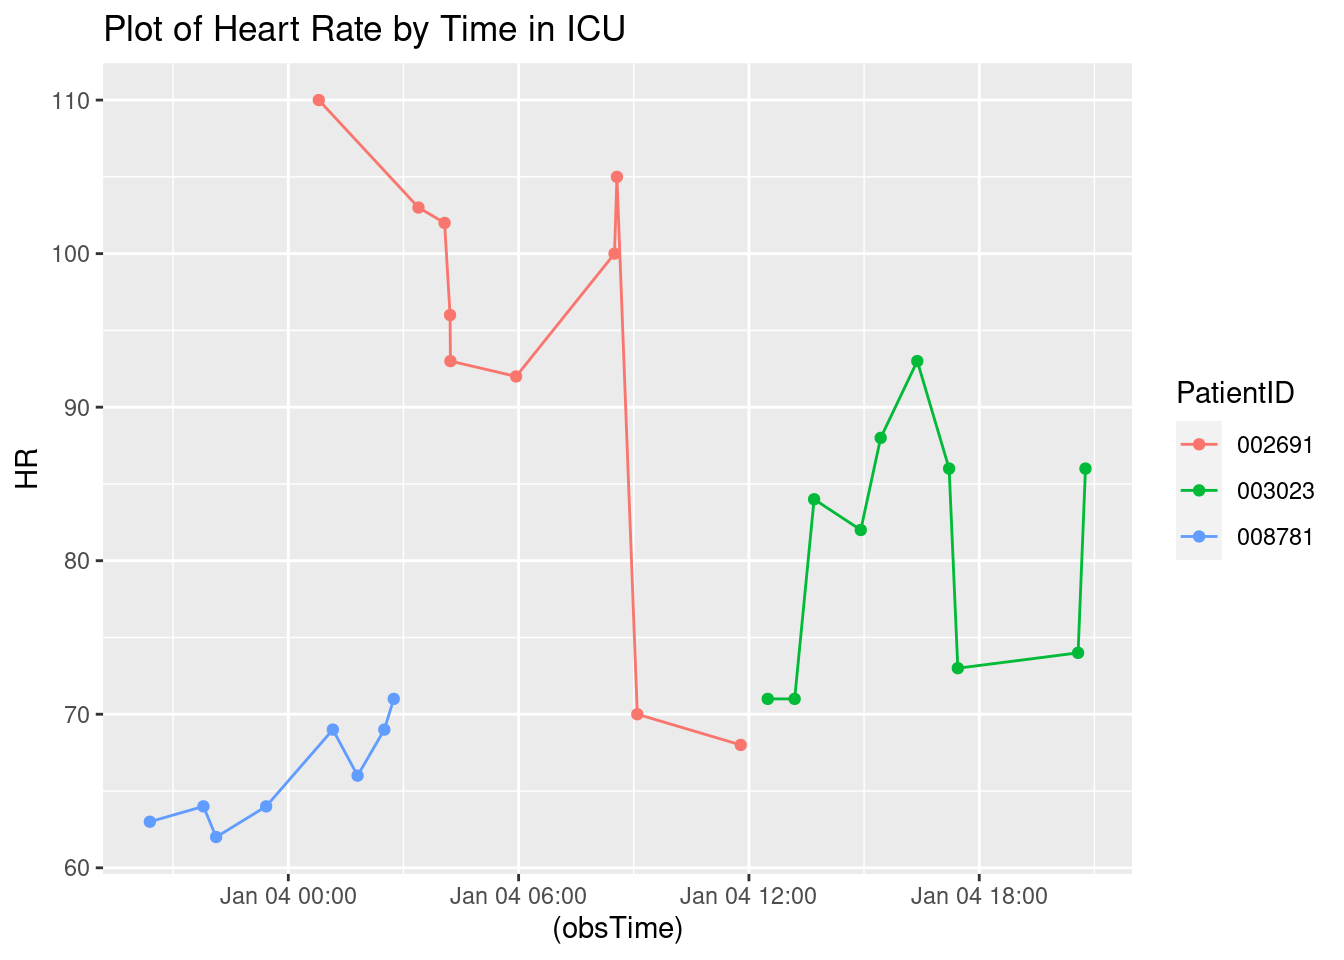 Plot of Heart Rate by Time in ICU
110
100
90
80
70
60
HR
Jan 04 00:00
Jan 04 06:00
Jan 04 12:00
Jan 04 18:00
(obsTime)
PatientID
002691
003023
008781